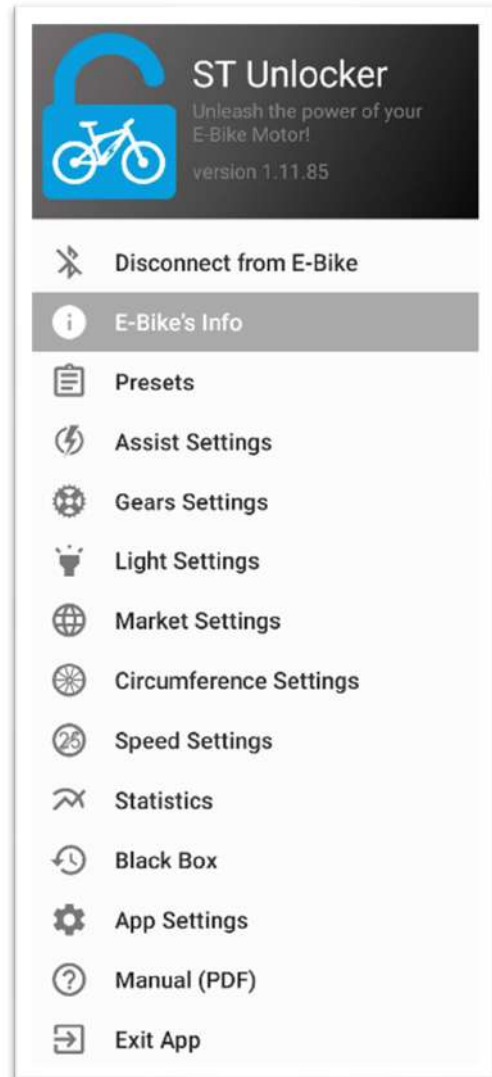 ST Unlocker
Unleash the power of your
E-Bike Motor!
version 1.11.85
Disconnect from E-Bike
E-Bike's Info
Presets
Assist Settings
Gears Settings
Light Settings
Market Settings
Circumference Settings
25
Speed Settings
Statistics
Black Box
App Settings
Manual (PDF)
Exit App